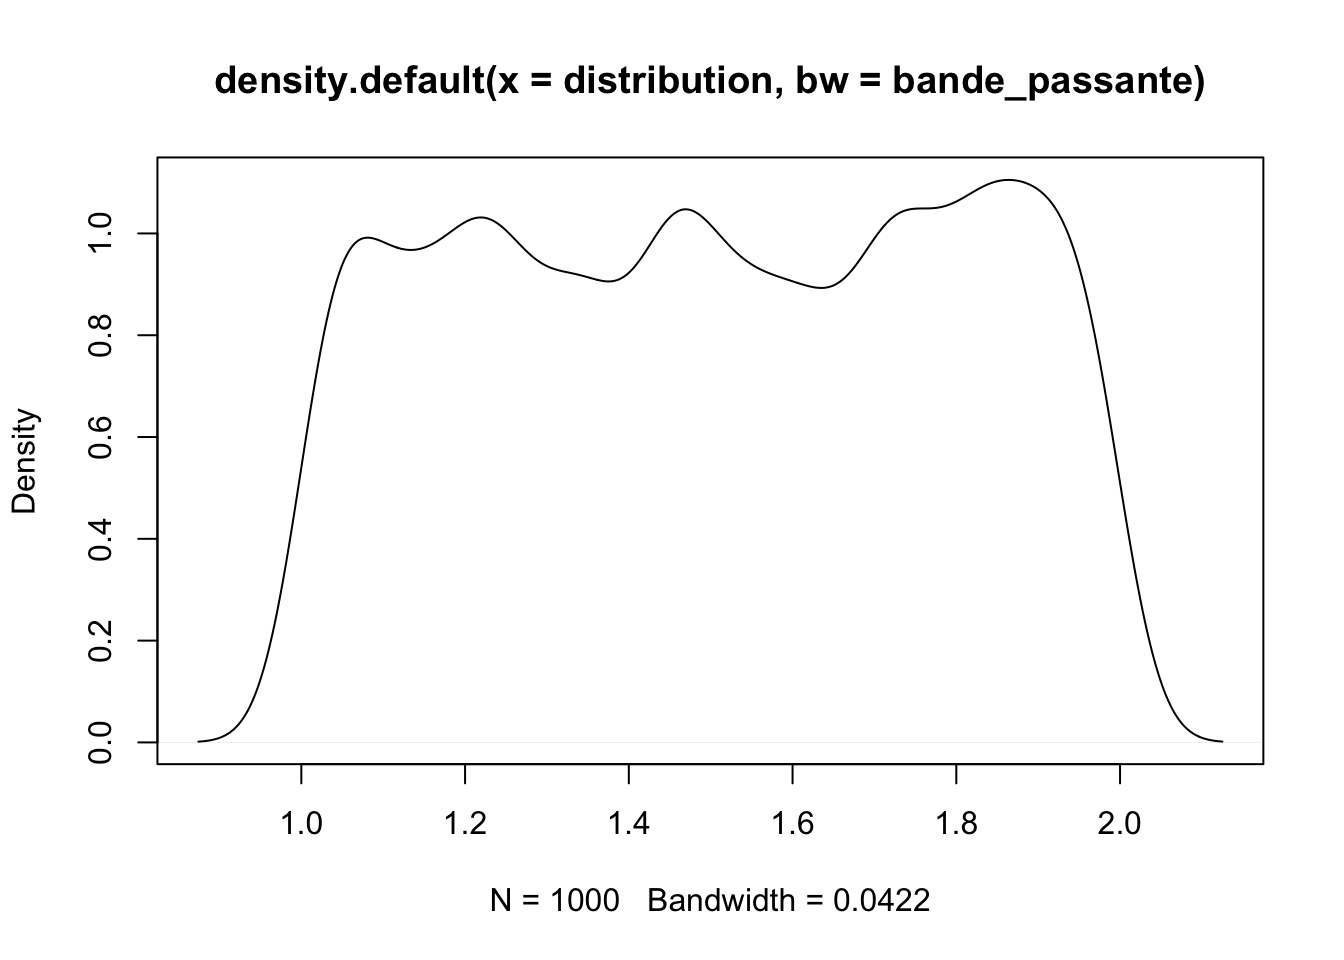 density.default(x = distribution, bw = bande_passante)
Density
0.0
0.2
0.4
0.6
0.8
1.0
1.0 1.2 1.4 1.6 1.8 2.0
N = 1000 Bandwidth = 0.0422